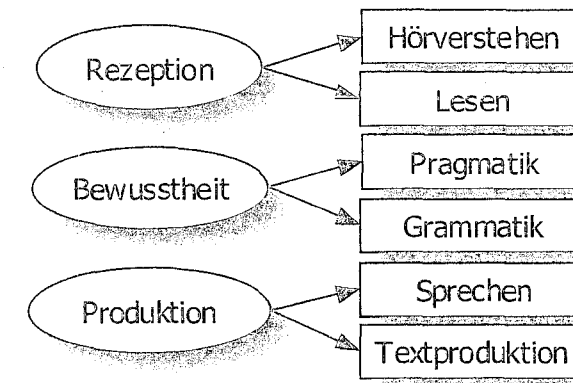 Rezeption
Hörverstehen
Lesen
Bewusstheit
Pragmatik
Grammatik
Produktion
Sprechen
Textproduktion